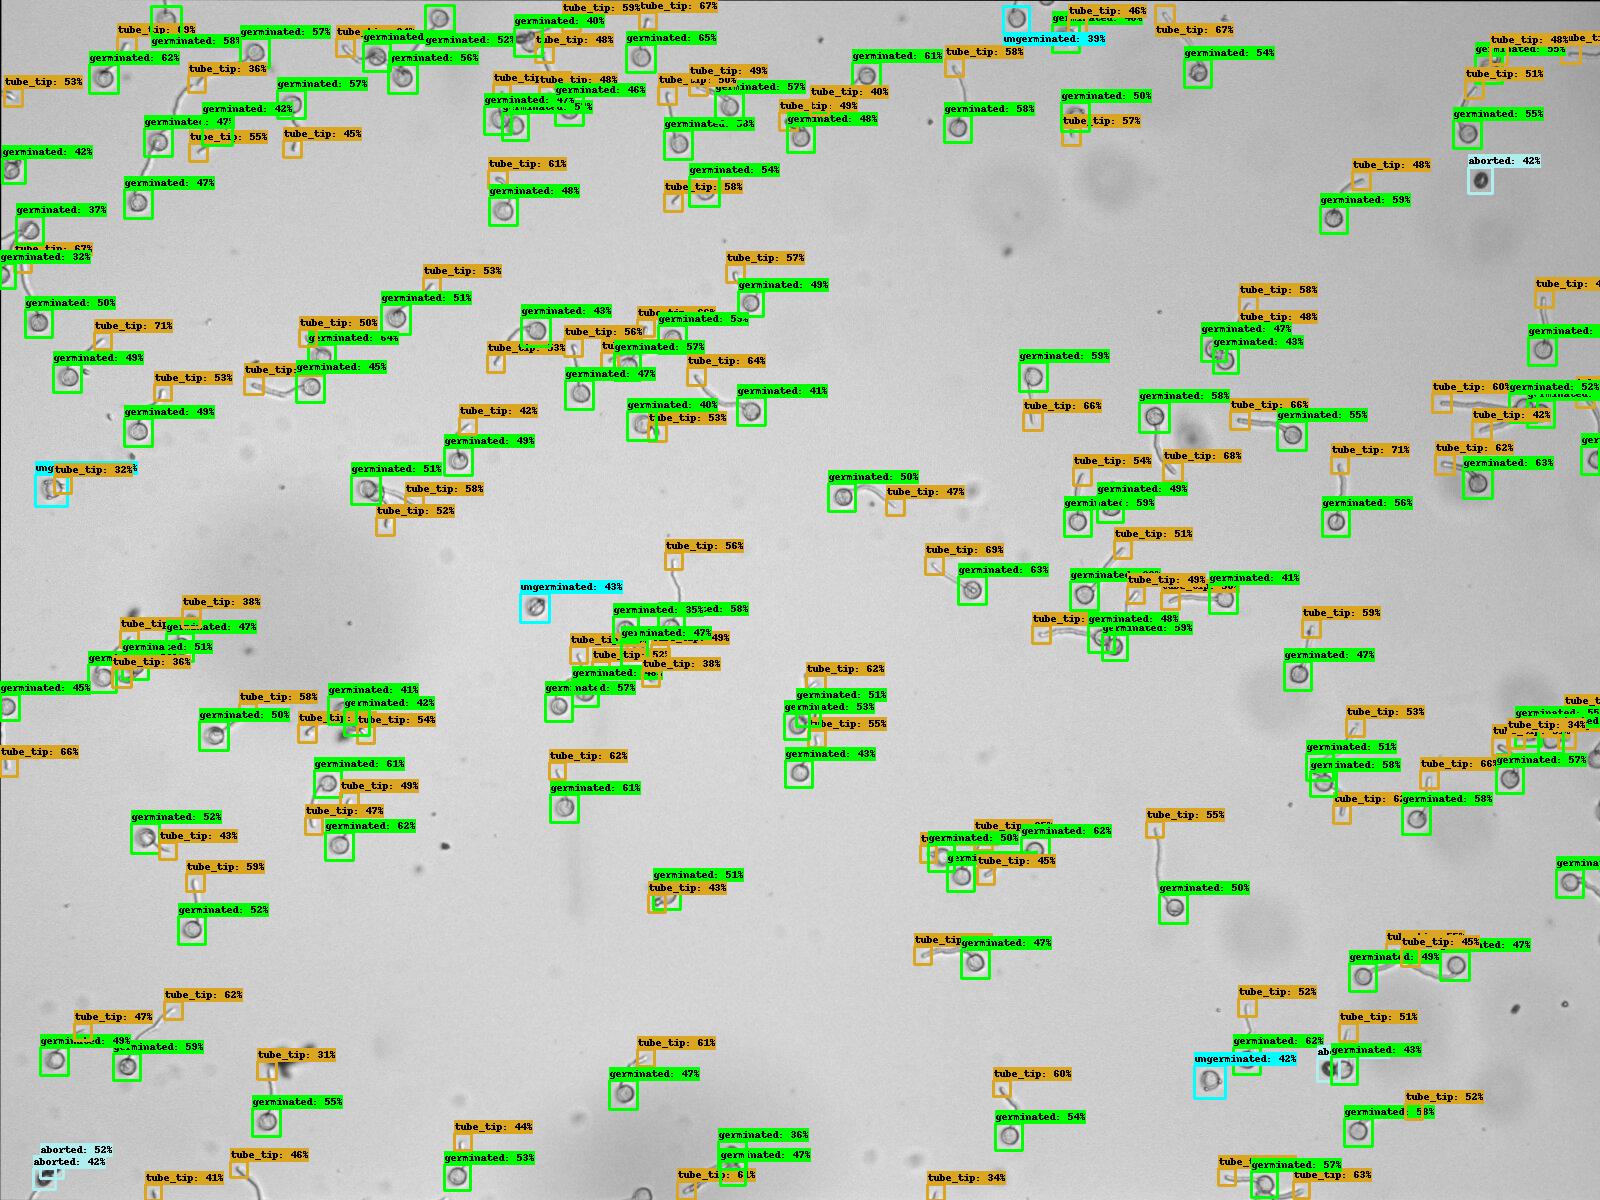 tube_tip: 59%
tube_tip: 67%
tube_tip: 46%
germinated: 40%
germinated: 57%
germinated: 58%
germinated: 52%
tube_tip: 48%
germinated: 65%
ungerminated: 39%
tube_tip: 67%
tube_tip: 48%
germinated: 62%
germinated: 56%
germinated: 61%
tube_tip: 58%
germinated: 54%
tube_tip: 53%
tube_tip: 36%
germinated: 57%
tube_tip: 48%
tube_tip: 49%
germinated: 57%
tube_tip: 40%
tube_tip: 51%
germinated: 46%
germinated: 42%
tube_tip: 49%
germinated: 48%
germinated: 58%
germinated: 50%
tube_tip: 57%
germinated: 55%
tube_tip: 55%
tube_tip: 45%
germinated: 42%
tube_tip: 61%
germinated: 54%
tube_tip: 48%
aborted: 42%
germinated: 47%
germinated: 48%
tube_tip: 58%
germinated: 59%
germinated: 37%
germinated: 32%
tube_tip: 57%
tube_tip: 53%
germinated: 49%
tube_tip: 58%
germinated: 50%
germinated: 51%
germinated: 43%
tube_tip: 48%
tube_tip: 71%
tube_tip: 50%
tube_tip: 56%
germinated: 47%
germinated: 43%
germinated: 49%
germinated: 45%
germinated: 57%
tube_tip: 64%
germinated: 59%
tube_tip: 53%
germinated: 47%
germinated: 41%
tube_tip: 60%
germinated: 52%
germinated: 49%
tube_tip: 42%
germinated: 40%
tube_tip: 53%
tube_tip: 66%
germinated: 58%
tube_tip: 66%
germinated: 55%
tube_tip: 42%
germinated: 49%
tube_tip: 32%
germinated: 51%
tube_tip: 54%
tube_tip: 68%
tube_tip: 71%
tube_tip: 62%
germinated: 63%
tube_tip: 58%
germinated: 50%
tube_tip: 47%
germinated: 49%
germinated: 59%
germinated: 56%
tube_tip: 52%
tube_tip: 56%
tube_tip: 69%
tube_tip: 51%
ungerminated: 43%
germinated: 63%
tube_tip: 49%
germinated: 41%
tube_tip: 38%
germinated: 47%
germinated: 35%
germinated: 47%
germinated: 48%
germinated: 59%
tube_tip: 59%
germinated: 51%
tube_tip: 36%
tube_tip: 38%
tube_tip: 62%
germinated: 47%
germinated: 45%
tube_tip: 58%
germinated: 41%
germinated: 42%
germinated: 57%
germinated: 51%
germinated: 53%
germinated: 50%
tube_tip: 54%
tube_tip: 55%
tube_tip: 53%
tube_tip: 34%
tube_tip: 66%
germinated: 61%
tube_tip: 62%
germinated: 43%
germinated: 51%
germinated: 58%
tube_tip: 66%
germinated: 57%
tube_tip: 49%
germinated: 61%
germinated: 52%
tube_tip: 47%
germinated: 62%
germinated: 58%
tube_tip: 43%
germinated: 50%
germinated: 62%
tube_tip: 55%
tube_tip: 59%
germinated: 51%
tube_tip: 43%
tube_tip: 45%
germinated: 50%
germinated: 52%
germinated: 47%
tube_tip: 45%
tube_tip: 62%
tube_tip: 47%
tube_tip: 52%
tube_tip: 51%
germinated: 49%
germinated: 59%
tube_tip: 31%
tube_tip: 61%
germinated: 62%
germinated: 43%
ungerminated: 42%
germinated: 47%
tube_tip: 60%
germinated: 55%
germinated: 54%
tube_tip: 52%
tube_tip: 44%
germinated: 36%
aborted: 52%
aborted: 42%
tube_tip: 46%
germinated: 53%
germinated: 47%
germinated: 57%
tube_tip: 41%
tube_tip: 34%
tube_tip: 63%